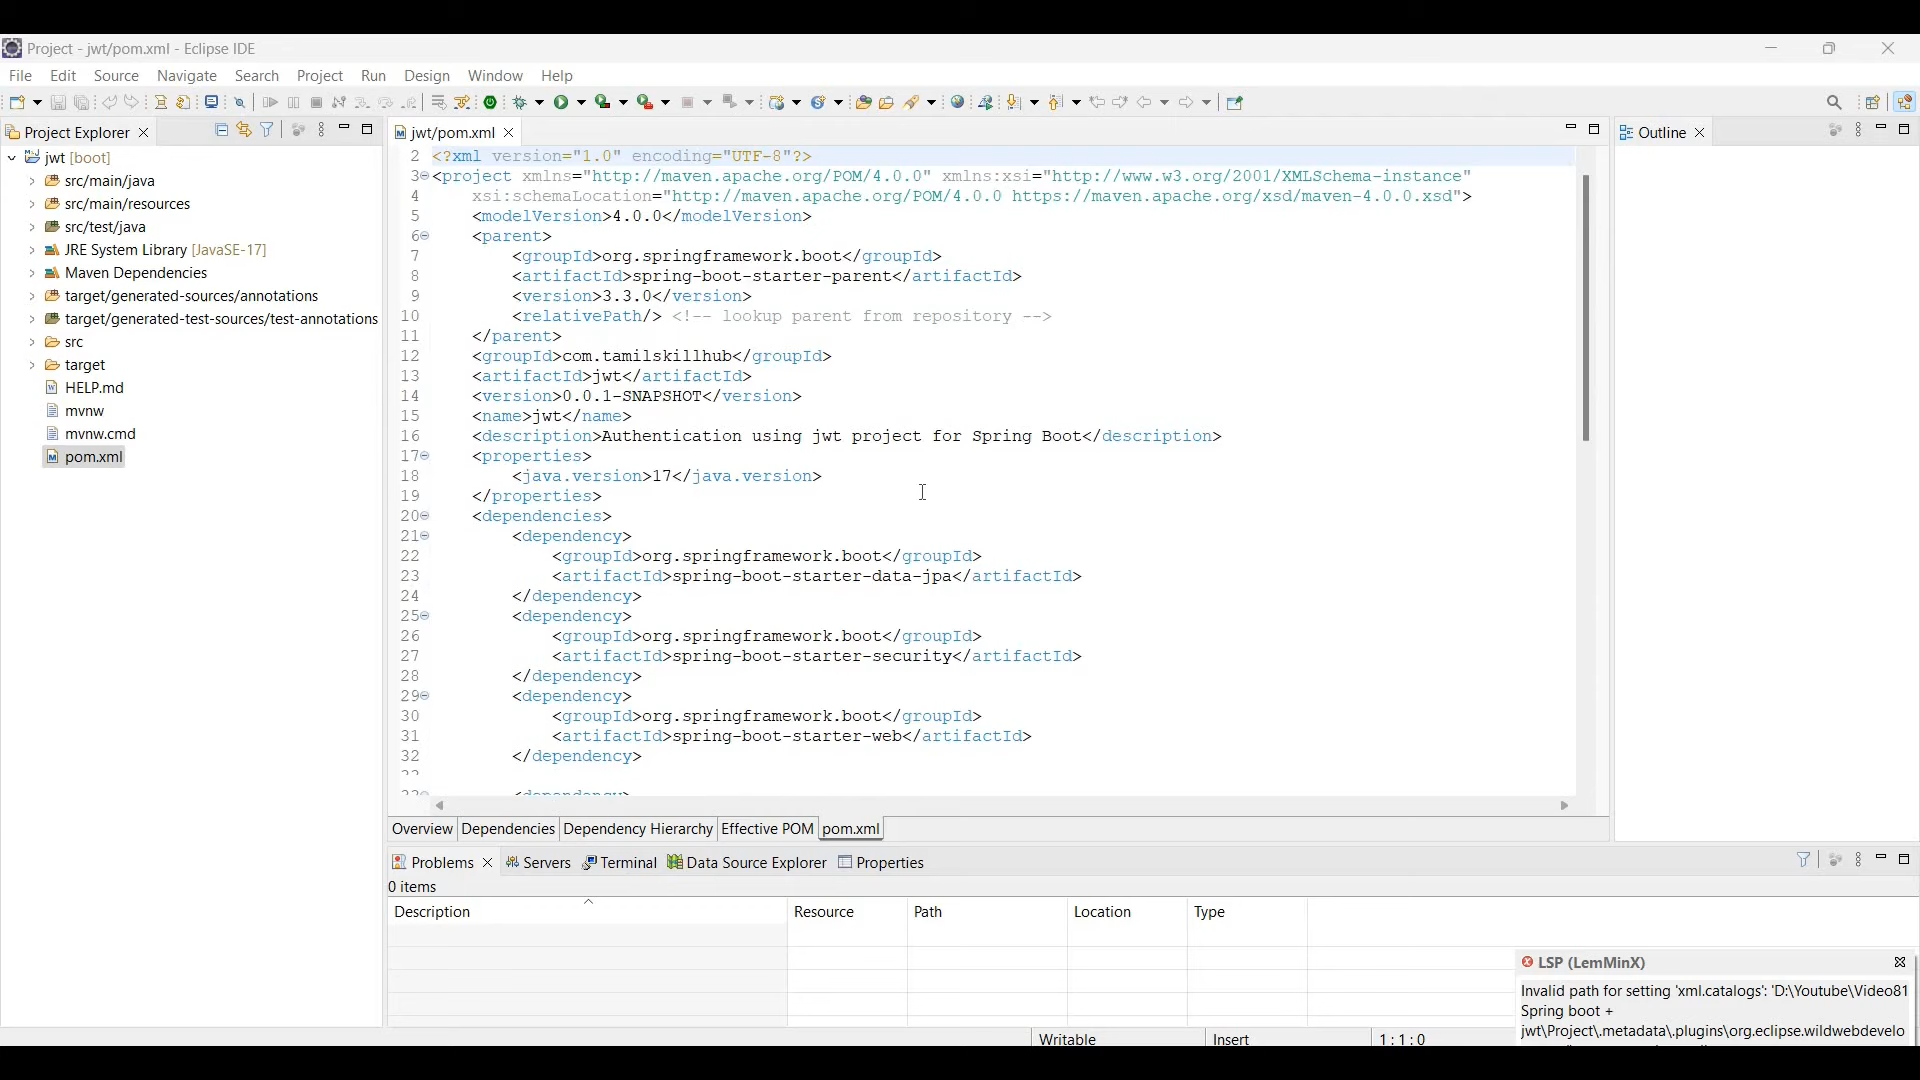 Project - jwt/pom.xml - Eclipse IDE
File Edit Source Navigate Search Project Run Design Window Help
Project Explorer
jwt [boot]
src/main/java
src/main/resources
src/test/java
JRE System Library [JavaSE-17]
Maven Dependencies
target/generated-sources/annotations
target/generated-test-sources/test-annotations
src
target
HELP.md
mvnw
mvnw.cmd
pom.xml
jwt/pom.xml
2 <?xml version="1.0" encoding="UTF-8"?>
3 <project xmlns="http://maven.apache.org/POM/4.0.0" xmlns:xsi="http://www.w3.org/2001/XMLSchema-instance"
4 xsi:schemaLocation="http://maven.apache.org/POM/4.0.0 https://maven.apache.org/xsd/maven-4.0.0.xsd">
5 <modelVersion>4.0.0</modelVersion>
6 <parent>
7 <groupId>org.springframework.boot</groupId>
8 <artifactId>spring-boot-starter-parent</artifactId>
9 <version>3.3.0</version>
10 <relativePath/> <!-- lookup parent from repository -->
11 </parent>
12 <groupId>com.tamilskillhub</groupId>
13 <artifactId>jwt</artifactId>
14 <version>0.0.1-SNAPSHOT</version>
15 <name>jwt</name>
16 <description>Authentication using jwt project for Spring Boot</description>
17 <properties>
18 <java.version>17</java.version>
19 </properties>
20 <dependencies>
21 <dependency>
22 <groupId>org.springframework.boot</groupId>
23 <artifactId>spring-boot-starter-data-jpa</artifactId>
24 </dependency>
25 <dependency>
26 <groupId>org.springframework.boot</groupId>
27 <artifactId>spring-boot-starter-security</artifactId>
28 </dependency>
29 <dependency>
30 <groupId>org.springframework.boot</groupId>
31 <artifactId>spring-boot-starter-web</artifactId>
32 </dependency>
Overview Dependencies Dependency Hierarchy Effective POM pom.xml
Outline
Problems Servers Terminal Data Source Explorer Properties
0 items
Description Resource Path Location Type
LSP (LemMinX)
Invalid path for setting 'xml.catalogs': 'D:\Youtube\Video81
Spring boot +
jwt\Project\.metadata\.plugins\org.eclipse.wildwebdevelo
Writable Insert 1 : 1 : 0